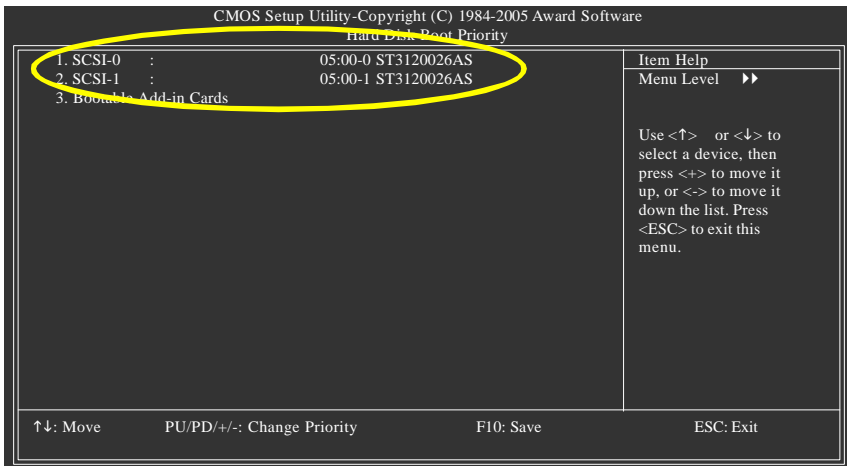 CMOS Setup Utility-Copyright (C) 1984-2005 Award Software
Hard Disk Boot Priority
1. SCSI-0 : 05:00-0 ST3120026AS
2. SCSI-1 : 05:00-1 ST3120026AS
3. Bootable Add-in Cards
Item Help
Menu Level ▸▸
Use <↑> or <↓> to
select a device, then
press <+> to move it
up, or <-> to move it
down the list. Press
<ESC> to exit this
menu.
↑↓: Move PU/PD/+/-: Change Priority F10: Save ESC: Exit